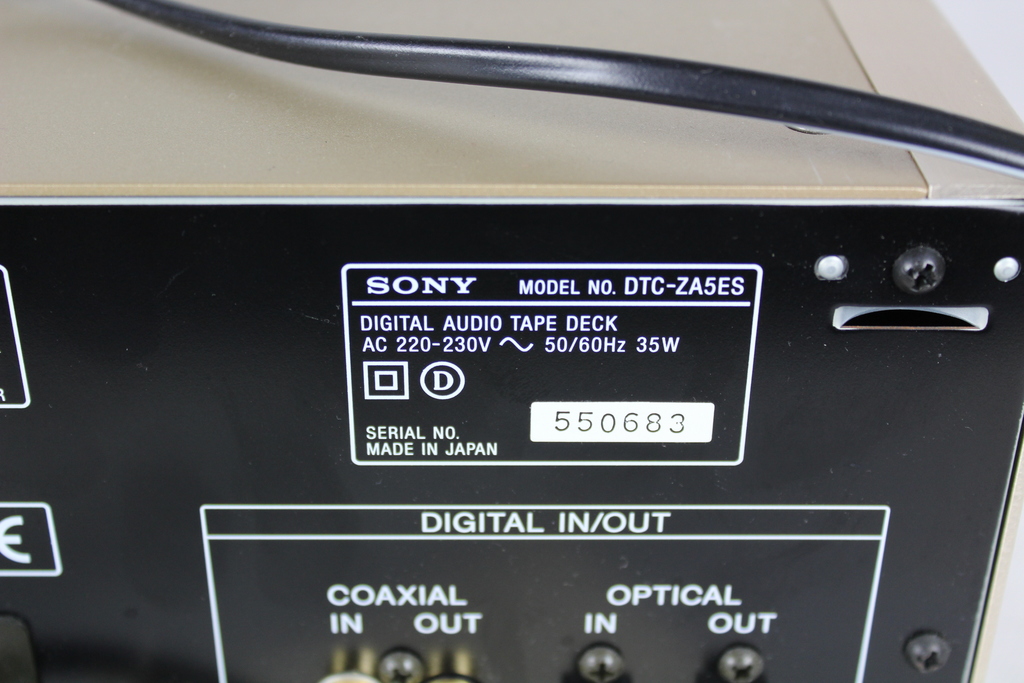 SONY MODEL NO. DTC-ZA5ES
DIGITAL AUDIO TAPE DECK
AC 220-230V ~ 50/60Hz 35W
D
550683
SERIAL NO.
MADE IN JAPAN
R
CE
DIGITAL IN/OUT
COAXIAL OPTICAL
IN OUT IN OUT